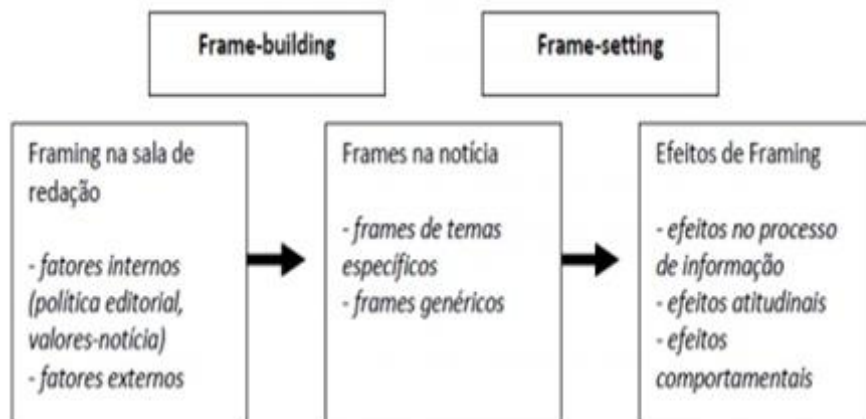 Frame-building
Frame-setting
Framing na sala de
redação
- fatores internos
(política editorial,
valores-notícia)
- fatores externos
Frames na notícia
- frames de temas
específicos
- frames genéricos
Efeitos de Framing
- efeitos no processo
de informação
- efeitos atitudinais
- efeitos
comportamentais